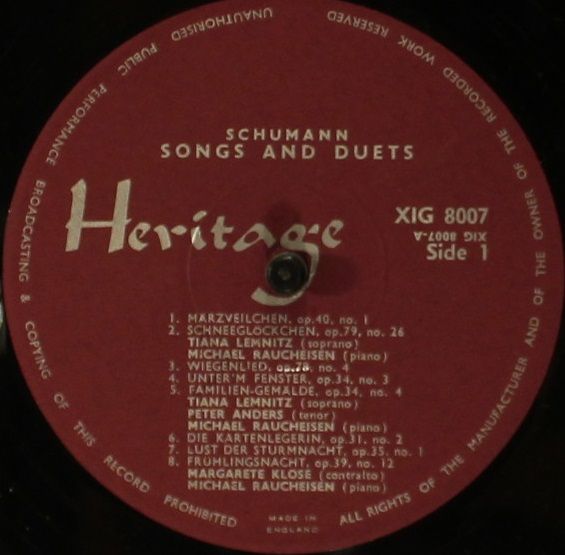 SCHUMANN
SONGS AND DUETS
Heritage
XIG 8007
XIG 8007-A
Side 1
1. MÄRZVEILCHEN, op.40, no. 1
2. SCHNEEGLÖCKCHEN, op.79, no. 26
TIANA LEMNITZ (soprano)
MICHAEL RAUCHEISEN (piano)
3. WIEGENLIED, op.78, no. 4
4. UNTER'M FENSTER, op.34, no. 3
5. FAMILIEN-GEMÄLDE, op.34, no. 4
TIANA LEMNITZ (soprano)
PETER ANDERS (tenor)
MICHAEL RAUCHEISEN (piano)
6. DIE KARTENLEGERIN, op.31, no. 2
7. LUST DER STURMNACHT, op.35, no. 1
8. FRÜHLINGSNACHT, op.39, no. 12
MARGARETE KLOSE (contralto)
MICHAEL RAUCHEISEN (piano)
MADE IN
ENGLAND
ALL RIGHTS OF THE MANUFACTURER AND OF THE OWNER OF THE RECORDED WORK RESERVED
UNAUTHORISED PUBLIC PERFORMANCE BROADCASTING & COPYING OF THIS RECORD PROHIBITED